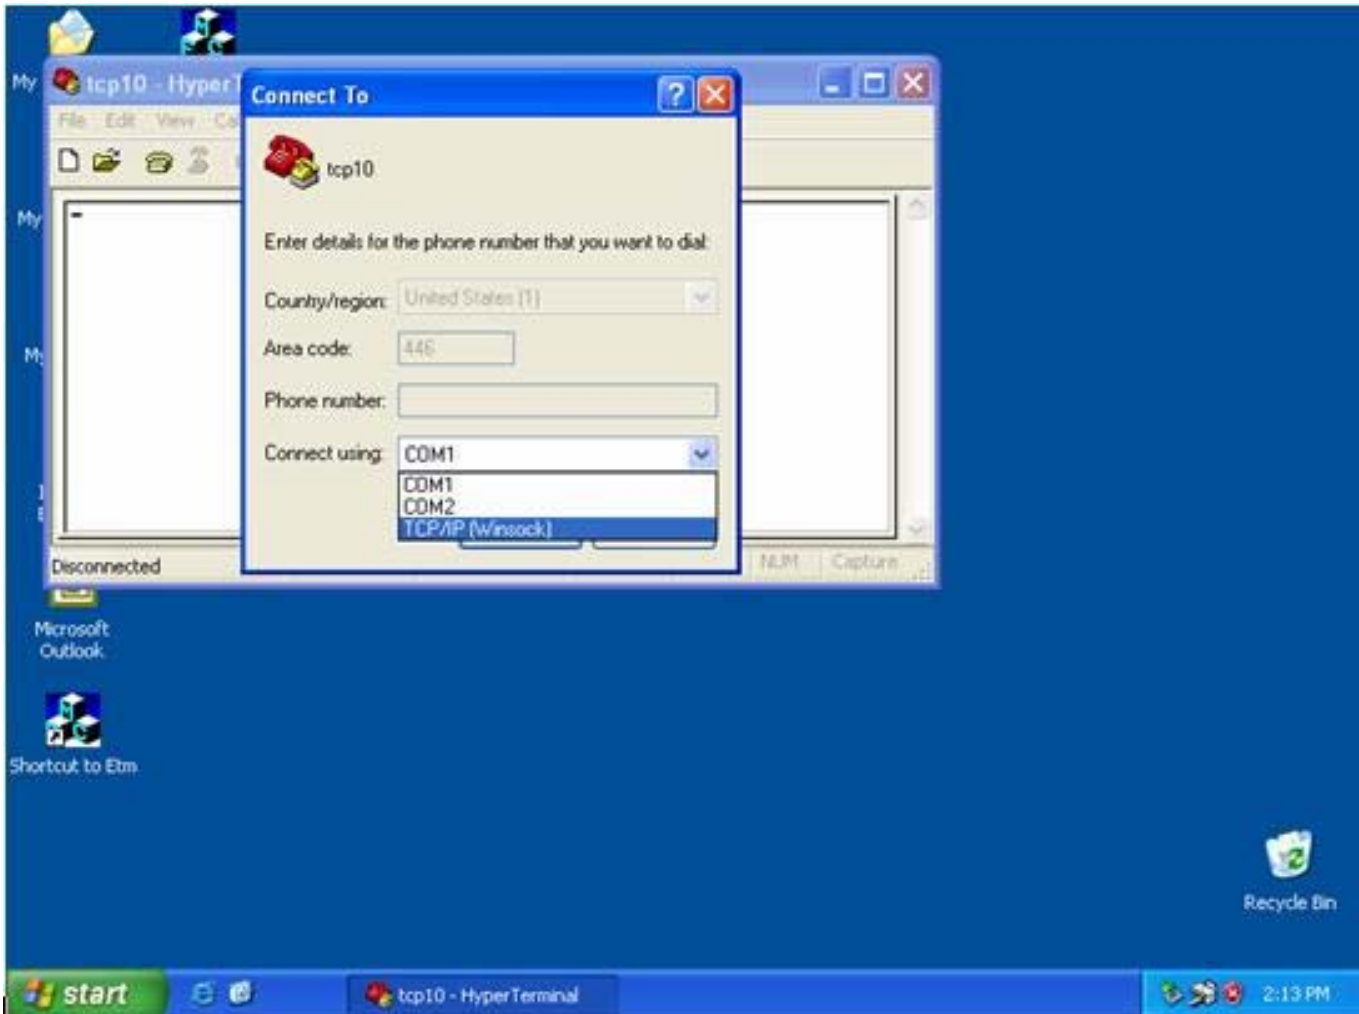 My
tcp10 - HyperT
Connect To
File Edit View Ca
tcp10
My
Enter details for the phone number that you want to dial:
Country/region: United States (1)
Area code: 446
Phone number:
Connect using: COM1
COM1
COM2
TCP/IP (Winsock)
Disconnected
NUM
Capture
Microsoft
Outlook
Shortcut to Etm
Recycle Bin
start
tcp10 - HyperTerminal
2:13 PM